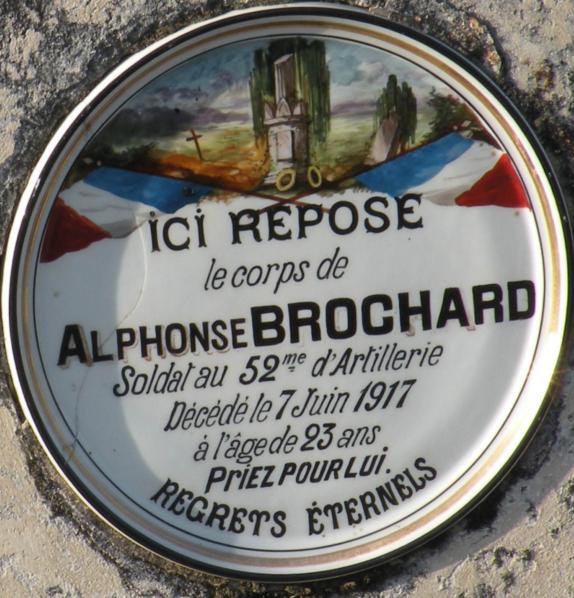 ICI REPOSE
le corps de
ALPHONSE BROCHARD
Soldat au 52me d'Artillerie
Décédé le 7 Juin 1917
à l'âge de 23 ans
PRIEZ POUR LUI.
REGRETS ÉTERNELS